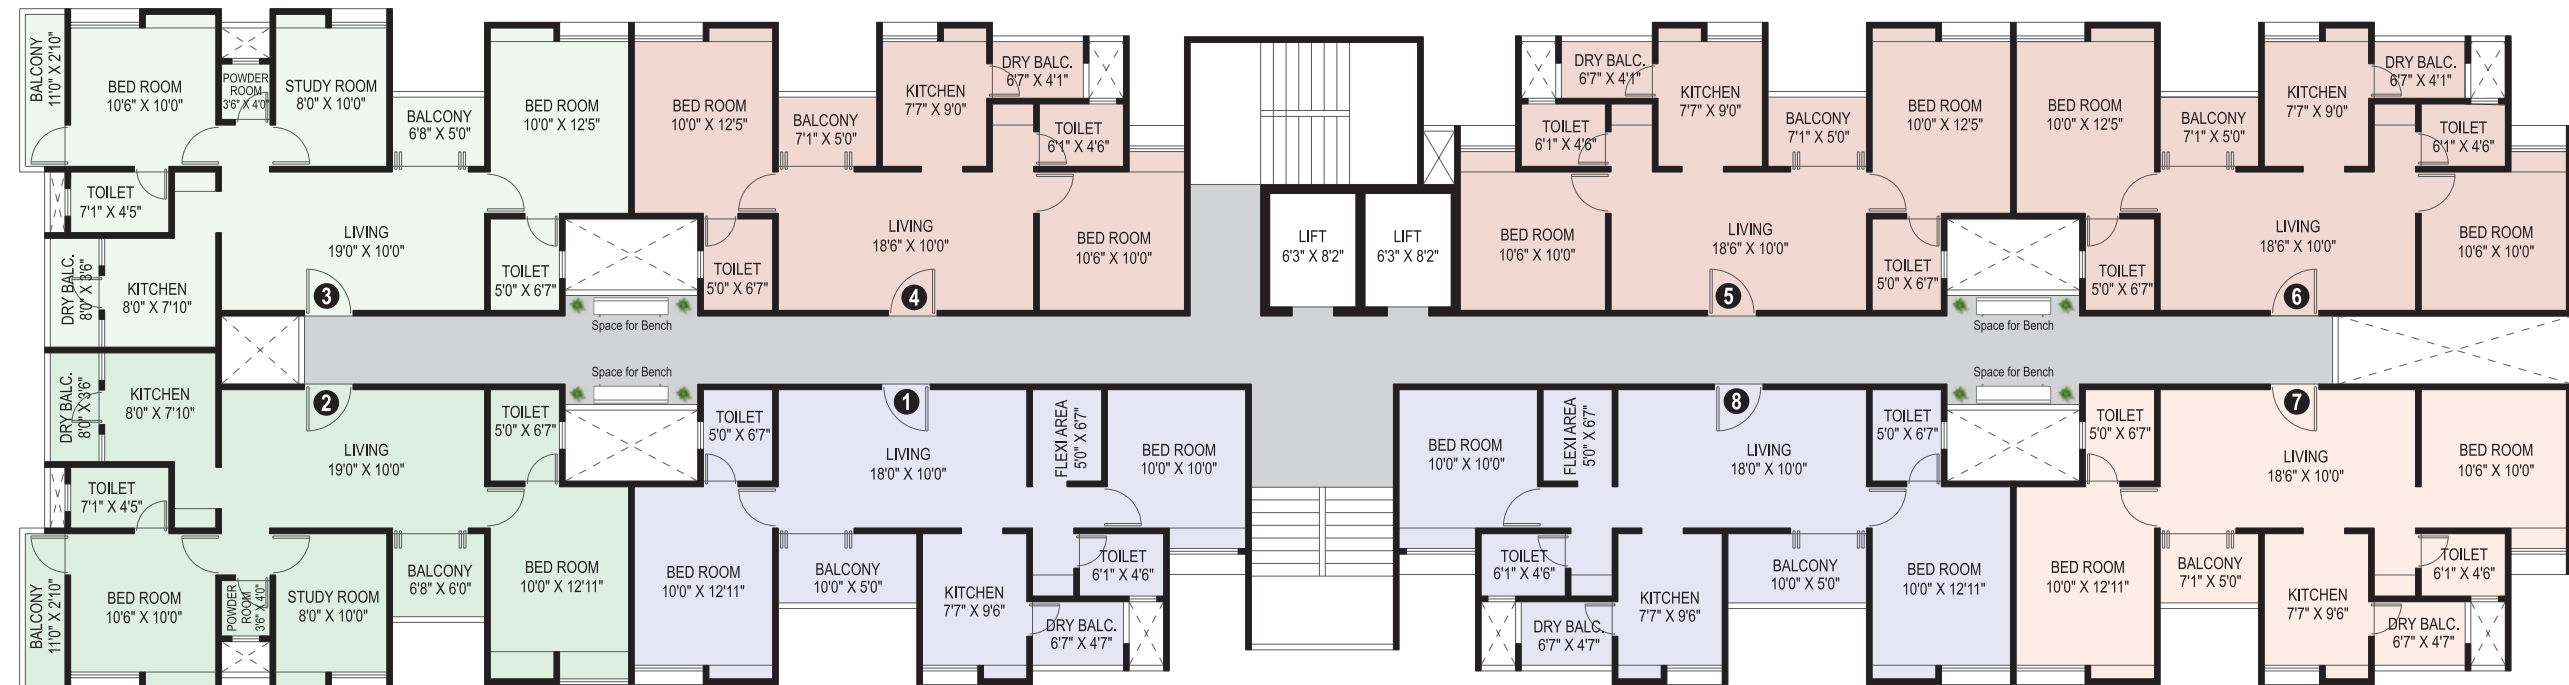 BALCONY
11'0" X 2'10"
BED ROOM
10'6" X 10'0"
POWDER
ROOM
3'6" X 4'0"
STUDY ROOM
8'0" X 10'0"
BALCONY
6'8" X 5'0"
BED ROOM
10'0" X 12'5"
TOILET
7'1" X 4'5"
LIVING
19'0" X 10'0"
DRY BALC.
8'0" X 3'6"
KITCHEN
8'0" X 7'10"
TOILET
5'0" X 6'7"
3
BED ROOM
10'0" X 12'5"
BALCONY
7'1" X 5'0"
KITCHEN
7'7" X 9'0"
DRY BALC.
6'7" X 4'1"
TOILET
6'1" X 4'6"
LIVING
18'6" X 10'0"
BED ROOM
10'6" X 10'0"
TOILET
5'0" X 6'7"
4
Space for Bench
LIFT
6'3" X 8'2"
LIFT
6'3" X 8'2"
DRY BALC.
6'7" X 4'1"
KITCHEN
7'7" X 9'0"
TOILET
6'1" X 4'6"
BALCONY
7'1" X 5'0"
BED ROOM
10'0" X 12'5"
BED ROOM
10'6" X 10'0"
LIVING
18'6" X 10'0"
TOILET
5'0" X 6'7"
5
BED ROOM
10'0" X 12'5"
BALCONY
7'1" X 5'0"
KITCHEN
7'7" X 9'0"
DRY BALC.
6'7" X 4'1"
TOILET
6'1" X 4'6"
LIVING
18'6" X 10'0"
BED ROOM
10'6" X 10'0"
TOILET
5'0" X 6'7"
6
Space for Bench
DRY BALC.
8'0" X 3'6"
KITCHEN
8'0" X 7'10"
2
LIVING
19'0" X 10'0"
TOILET
5'0" X 6'7"
TOILET
7'1" X 4'5"
BALCONY
11'0" X 2'10"
BED ROOM
10'6" X 10'0"
POWDER
ROOM
3'6" X 4'0"
STUDY ROOM
8'0" X 10'0"
BALCONY
6'8" X 6'0"
BED ROOM
10'0" X 12'11"
Space for Bench
TOILET
5'0" X 6'7"
1
LIVING
18'0" X 10'0"
FLEXI AREA
5'0" X 6'7"
BED ROOM
10'0" X 10'0"
BED ROOM
10'0" X 12'11"
BALCONY
10'0" X 5'0"
KITCHEN
7'7" X 9'6"
TOILET
6'1" X 4'6"
DRY BALC.
6'7" X 4'7"
BED ROOM
10'0" X 10'0"
FLEXI AREA
5'0" X 6'7"
8
LIVING
18'0" X 10'0"
TOILET
5'0" X 6'7"
TOILET
6'1" X 4'6"
DRY BALC.
6'7" X 4'7"
KITCHEN
7'7" X 9'6"
BALCONY
10'0" X 5'0"
BED ROOM
10'0" X 12'11"
Space for Bench
TOILET
5'0" X 6'7"
7
LIVING
18'6" X 10'0"
BED ROOM
10'6" X 10'0"
BED ROOM
10'0" X 12'11"
BALCONY
7'1" X 5'0"
KITCHEN
7'7" X 9'6"
TOILET
6'1" X 4'6"
DRY BALC.
6'7" X 4'7"